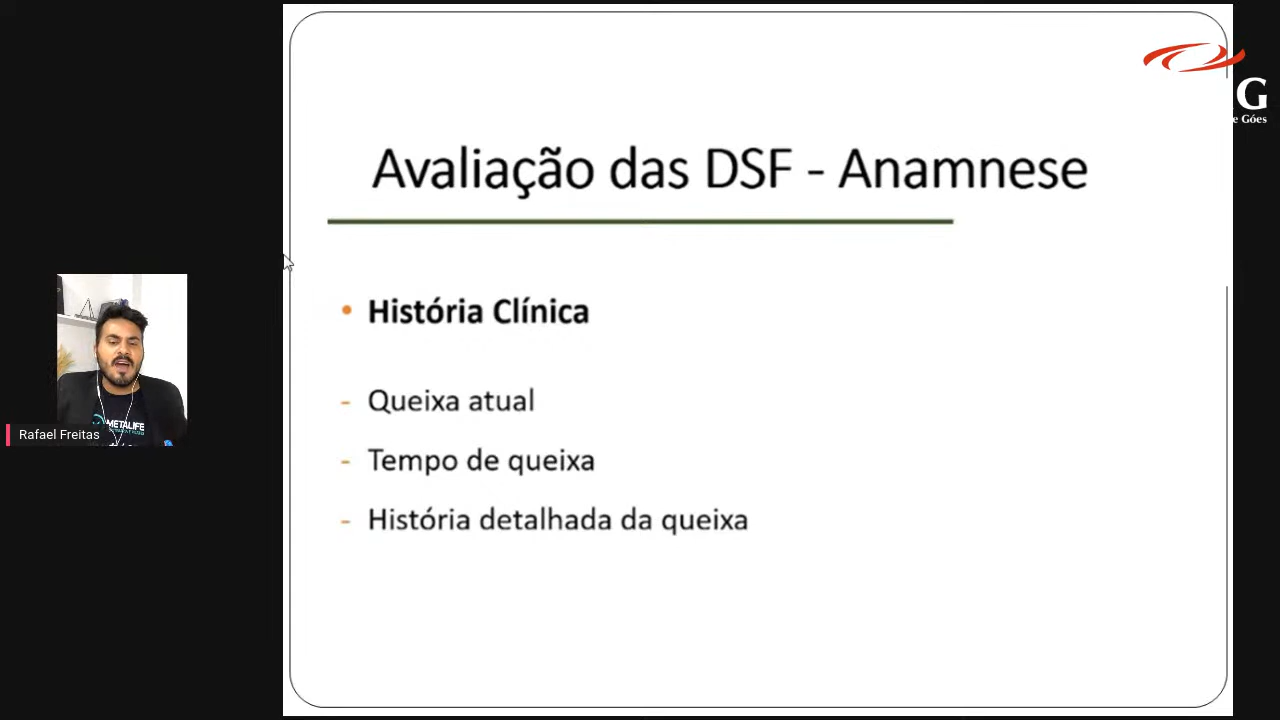 G
e Góes
Avaliação das DSF - Anamnese
• História Clínica
- Queixa atual
- Tempo de queixa
- História detalhada da queixa
METALIFE
Rafael Freitas